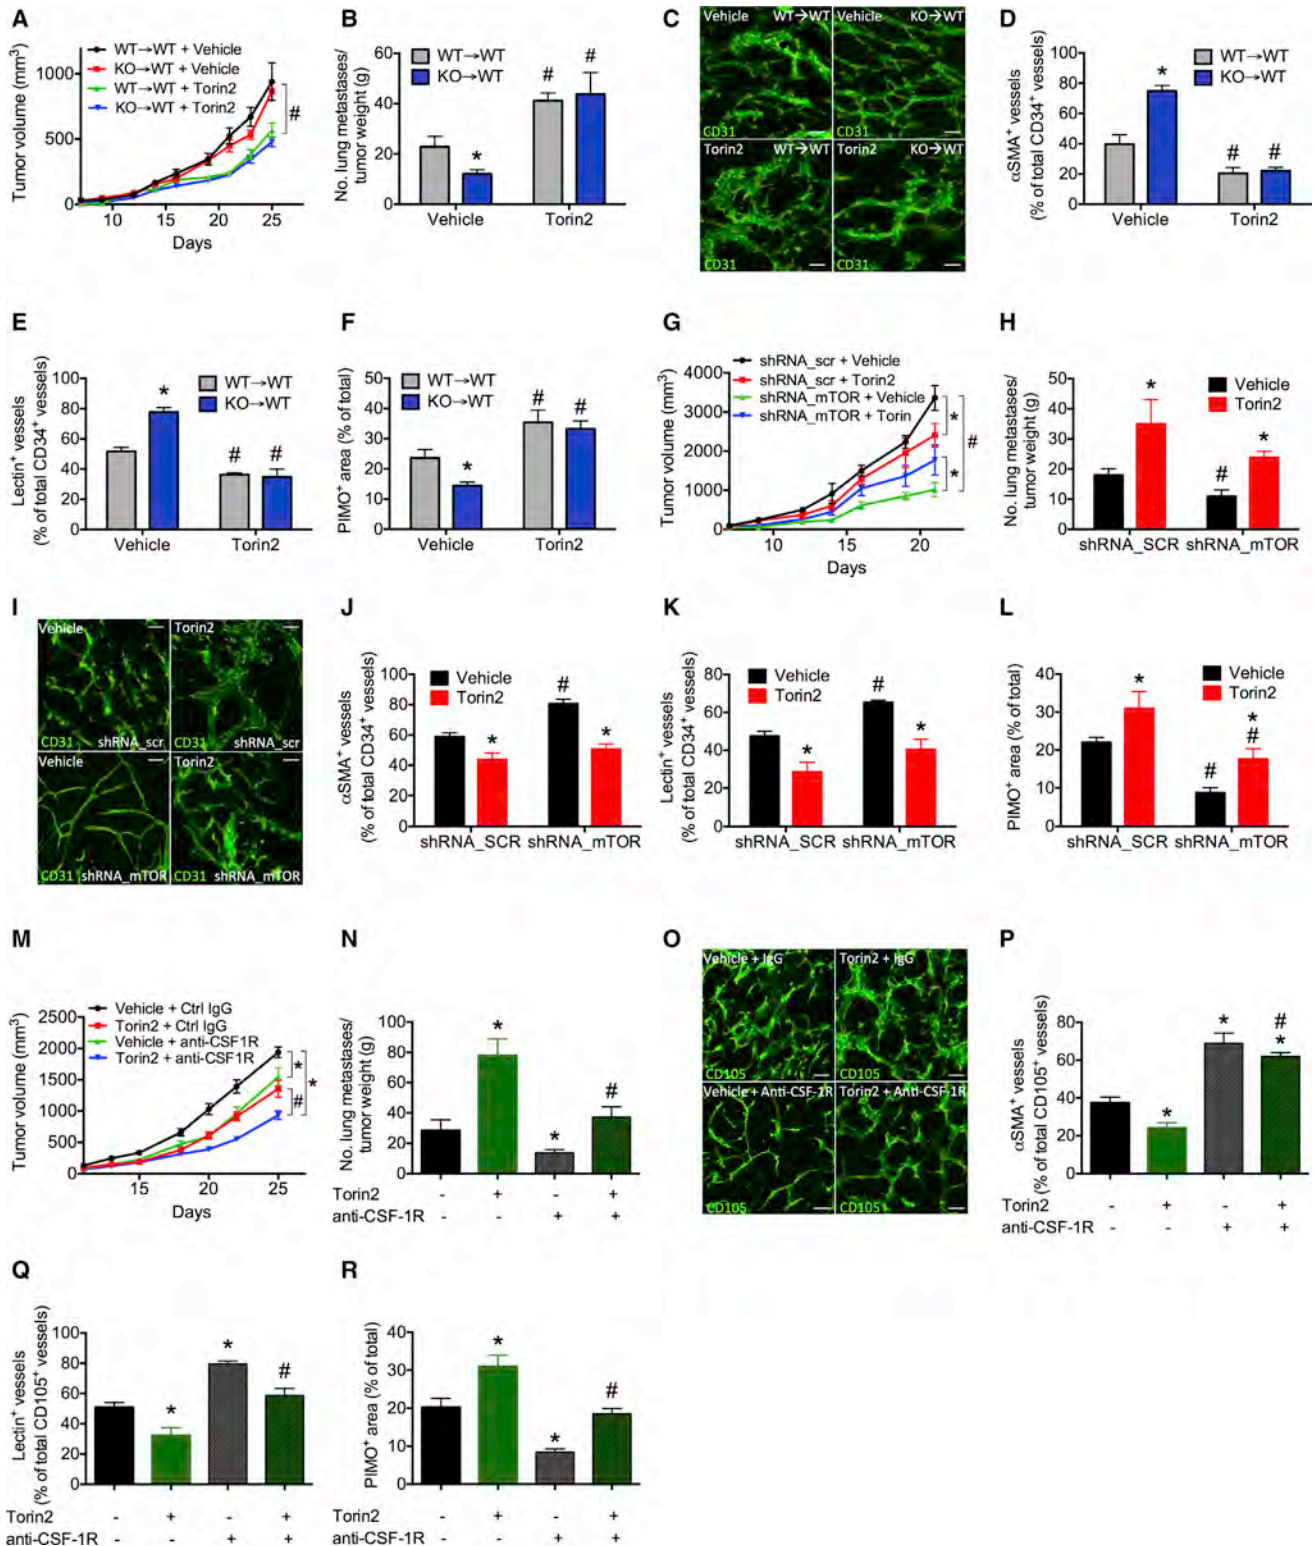 A
Tumor volume (mm³)
1000
500
0
WT→WT + Vehicle
KO→WT + Vehicle
WT→WT + Torin2
KO→WT + Torin2
#
10 15 20 25
Days
B
No. lung metastases/
tumor weight (g)
60
40
20
0
WT→WT
KO→WT
* # #
Vehicle Torin2
C
Vehicle WT→WT
CD31
Vehicle KO→WT
CD31
Torin2 WT→WT
CD31
Torin2 KO→WT
CD31
D
αSMA⁺ vessels
(% of total CD34⁺ vessels)
100
80
60
40
20
0
WT→WT
KO→WT
* # #
Vehicle Torin2
E
Lectin⁺ vessels
(% of total CD34⁺ vessels)
100
80
60
40
20
0
WT→WT
KO→WT
* # #
Vehicle Torin2
F
PIMO⁺ area (% of total)
50
40
30
20
10
0
WT→WT
KO→WT
* # #
Vehicle Torin2
G
Tumor volume (mm³)
4000
3000
2000
1000
0
shRNA_scr + Vehicle
shRNA_scr + Torin2
shRNA_mTOR + Vehicle
shRNA_mTOR + Torin
* * #
10 15 20
Days
H
No. lung metastases/
tumor weight (g)
50
40
30
20
10
0
Vehicle
Torin2
* # *
shRNA_SCR shRNA_mTOR
I
Vehicle
CD31 shRNA_scr
Torin2
CD31 shRNA_scr
Vehicle
CD31 shRNA_mTOR
Torin2
CD31 shRNA_mTOR
J
αSMA⁺ vessels
(% of total CD34⁺ vessels)
100
80
60
40
20
0
Vehicle
Torin2
* # *
shRNA_SCR shRNA_mTOR
K
Lectin⁺ vessels
(% of total CD34⁺ vessels)
80
60
40
20
0
Vehicle
Torin2
* # *
shRNA_SCR shRNA_mTOR
L
PIMO⁺ area (% of total)
40
30
20
10
0
Vehicle
Torin2
* # * #
shRNA_SCR shRNA_mTOR
M
Tumor volume (mm³)
2500
2000
1500
1000
500
0
Vehicle + Ctrl IgG
Torin2 + Ctrl IgG
Vehicle + anti-CSF1R
Torin2 + anti-CSF1R
* # *
15 20 25
Days
N
No. lung metastases/
tumor weight (g)
100
80
60
40
20
0
* * #
Torin2 - + - +
anti-CSF-1R - - + +
O
Vehicle + IgG
CD105
Torin2 + IgG
CD105
Vehicle + Anti-CSF-1R
CD105
Torin2 + Anti-CSF-1R
CD105
P
αSMA⁺ vessels
(% of total CD105⁺ vessels)
80
60
40
20
0
* * # *
Torin2 - + - +
anti-CSF-1R - - + +
Q
Lectin⁺ vessels
(% of total CD105⁺ vessels)
100
80
60
40
20
0
* * #
Torin2 - + - +
anti-CSF-1R - - + +
R
PIMO⁺ area (% of total)
40
30
20
10
0
* * #
Torin2 - + - +
anti-CSF-1R - - + +